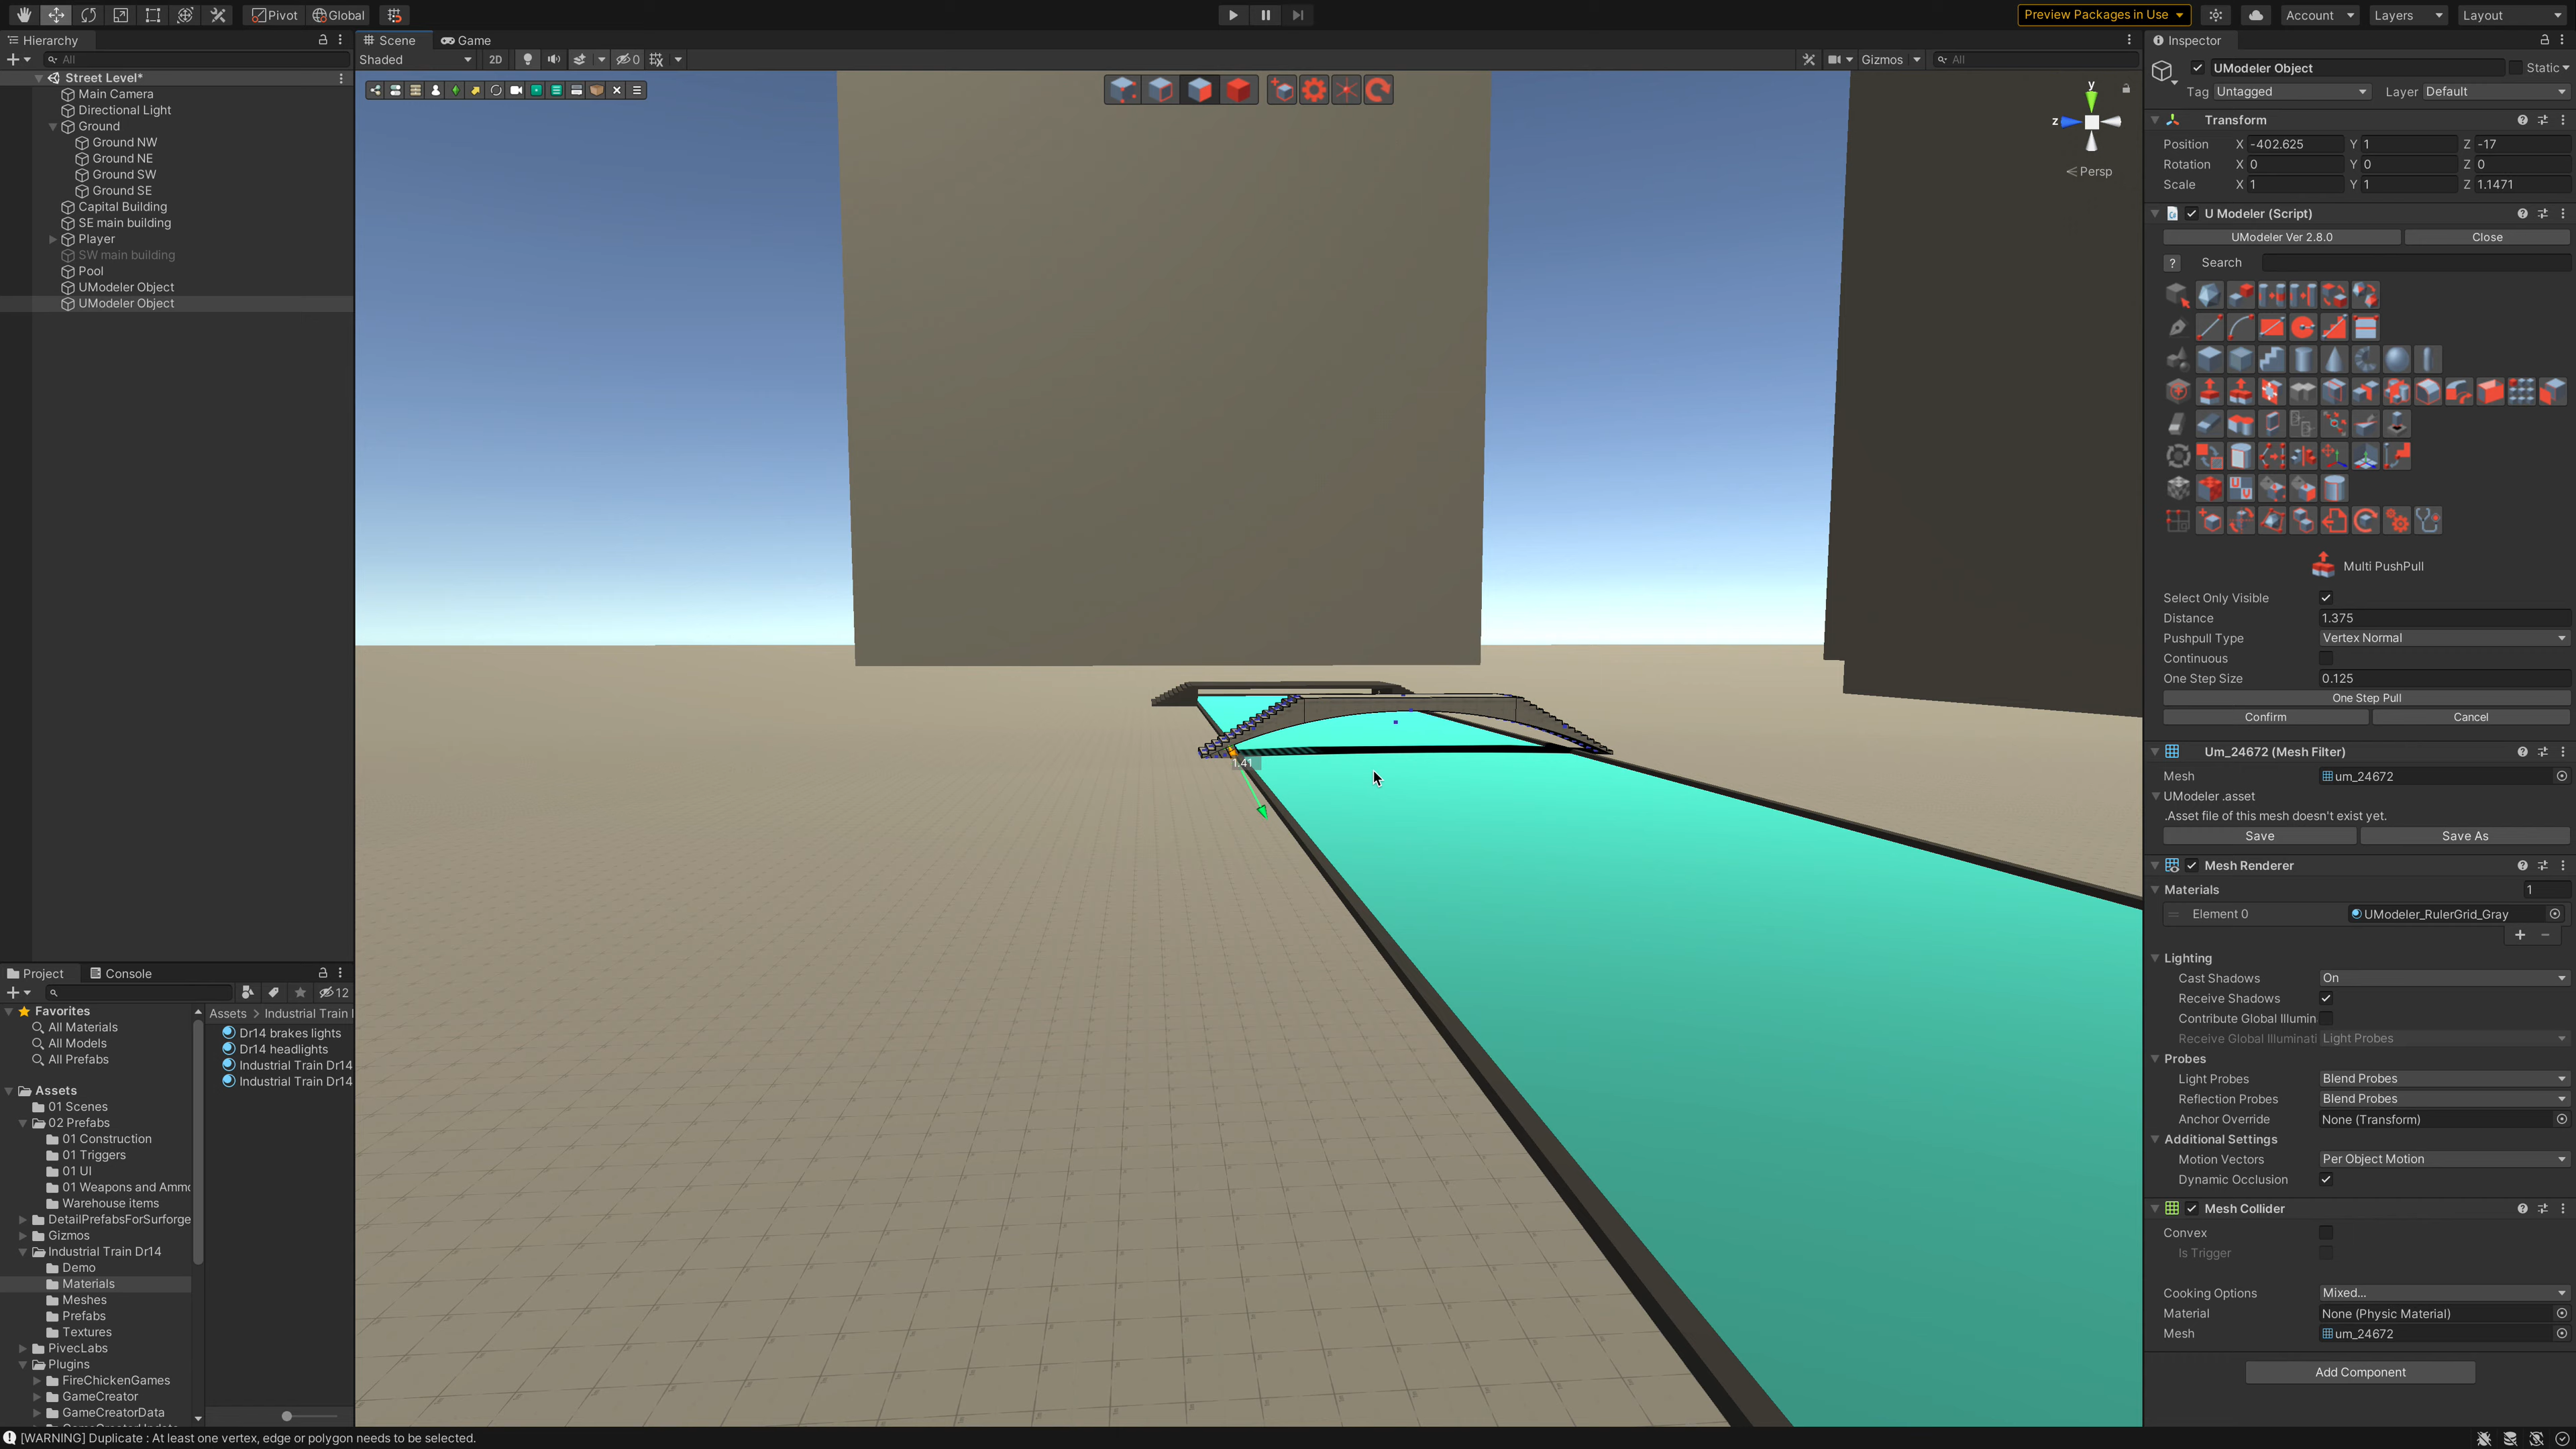 Pivot Global Preview Packages in Use Account Layers Layout
Hierarchy
All
Street Level*
Main Camera
Directional Light
Ground
Ground NW
Ground NE
Ground SW
Ground SE
Capital Building
SE main building
Player
SW main building
Pool
UModeler Object
UModeler Object
Scene Game
Shaded 2D 0 Gizmos All
y
z
Persp
1.41
Project Console
12
Favorites
All Materials
All Models
All Prefabs
Assets
01 Scenes
02 Prefabs
01 Construction
01 Triggers
01 UI
01 Weapons and Ammo
Warehouse items
DetailPrefabsForSurforge
Gizmos
Industrial Train Dr14
Demo
Materials
Meshes
Prefabs
Textures
PivecLabs
Plugins
FireChickenGames
GameCreator
GameCreatorData
Assets > Industrial Train
Dr14 brakes lights
Dr14 headlights
Industrial Train Dr14
Industrial Train Dr14
Inspector
UModeler Object Static
Tag Untagged Layer Default
Transform
Position X -402.625 Y 1 Z -17
Rotation X 0 Y 0 Z 0
Scale X 1 Y 1 Z 1.1471
U Modeler (Script)
UModeler Ver 2.8.0 Close
? Search
Multi PushPull
Select Only Visible
Distance 1.375
Pushpull Type Vertex Normal
Continuous
One Step Size 0.125
One Step Pull
Confirm Cancel
Um_24672 (Mesh Filter)
Mesh um_24672
UModeler .asset
.Asset file of this mesh doesn't exist yet.
Save Save As
Mesh Renderer
Materials 1
Element 0 UModeler_RulerGrid_Gray
Lighting
Cast Shadows On
Receive Shadows
Contribute Global Illumin
Receive Global Illuminati Light Probes
Probes
Light Probes Blend Probes
Reflection Probes Blend Probes
Anchor Override None (Transform)
Additional Settings
Motion Vectors Per Object Motion
Dynamic Occlusion
Mesh Collider
Convex
Is Trigger
Cooking Options Mixed...
Material None (Physic Material)
Mesh um_24672
Add Component
[WARNING] Duplicate : At least one vertex, edge or polygon needs to be selected.